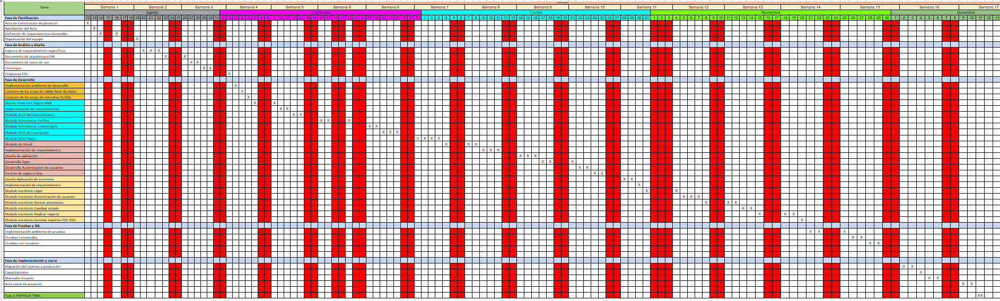 Tiempo
Tarea
Semana 1 Semana 2 Semana 3 Semana 4 Semana 5 Semana 6 Semana 6 Semana 7 Semana 8 Semana 9 Semana 10 Semana 11 Semana 12 Semana 13 Semana 14 Semana 15 Semana 16 Semana 17
Agosto Septiembre Octubre Noviembre Diciembre
Fase de Planificación 12 13 14 15 16 17 18 19 20 21 22 23 24 25 26 27 28 29 30 31 1 2 3 4 5 6 7 8 9 10 11 12 13 14 15 16 17 18 19 20 21 22 23 24 25 26 27 28 29 30 1 2 3 4 5 6 7 8 9 10 11 12 13 14 15 16 17 18 19 20 21 22 23 24 25 26 27 28 29 30 31 1 2 3 4 5 6 7 8 9 10 11 12 13 14 15 16 17 18 19 20 21 22 23 24 25 26 27 28 29 30 1 2 3 4 5 6 7 8 9 10 11 12 13
Acta de Constitución de proyecto X
Aprobación del Acta X
Definición de requerimientos Generales X X
Organización del equipo X
Fase de Análisis y diseño
Captura de requerimientos específicos X X X
Documento de arquitectura SW X X
Documento de casos de uso X X
Prototipos X X
Propuesta ERS X
Fase de Desarrollo
Implementación ambiente de desarrollo X
Creacion de los script de tablas base de datos X
Creacion de los script de consultas PL/SQL X
Diseño Front-End Página Web X X
Implemenación de requerimientos X X
Modulo Web del Administrador X X
Modulo Administrar Perfiles X X X
Modulo Administrar Credenciales X X
Modulo Web de Suscripción X X X
Modulo Web Pagos X X X X
Modulo de Movil X X X
Implementación de requerimientos X X X
Diseño de aplicación X X X
Desarrollo login X X X
Desarrollo Autenticación de usuarios X X
Gestión de viajes y citas X X
Diseño Aplicación de escritorio X X
Implementación de requerimientos X
Modulo escritorio Login X X
Modulo escritorio Autenticación de usuarios X X X
Modulo escritorio Revisar atenciones X X X
Modulo escritorio Cambiar estado X X
Modulo escritorio Realizar reporte X X X
Modulo escritorio Generar reportes PDF XML X
Fase de Pruebas y QA
Implementación ambiente de pruebas X X X
Pruebas Funcionales X X
Pruebas con Usuarios X X
Fase de implementación y cierre
Migración del sistema a producción X X
Capacitaciones X
Manuales Usuario X X
Acta cierre de proyecto X X
Fase 3 ENTREGA FINAL XX